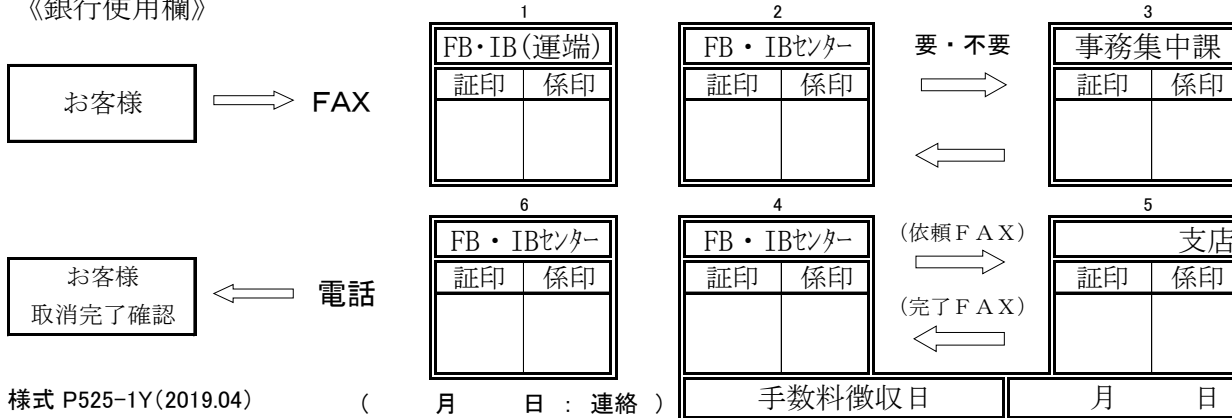 《銀行使用欄》
1
2
3
FB・IB(運端)
FB・IBセンター
要・不要
事務集中課
証印 係印
証印 係印
証印 係印
お客様
FAX
6
4
5
FB・IBセンター
FB・IBセンター
(依頼FAX)
支店
証印 係印
証印 係印
証印 係印
お客様
取消完了確認
電話
(完了FAX)
様式 P525-1Y(2019.04)
( 月 日 : 連絡 )
手数料徴収日
月 日